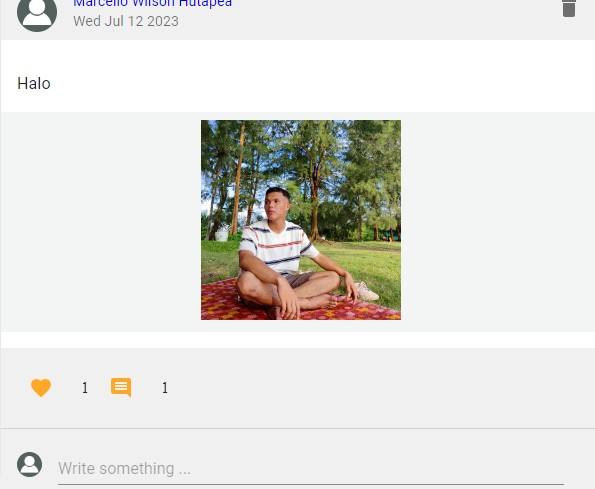 Marcello Wilson Hutapea
Wed Jul 12 2023
Halo
1 1
Write something ...